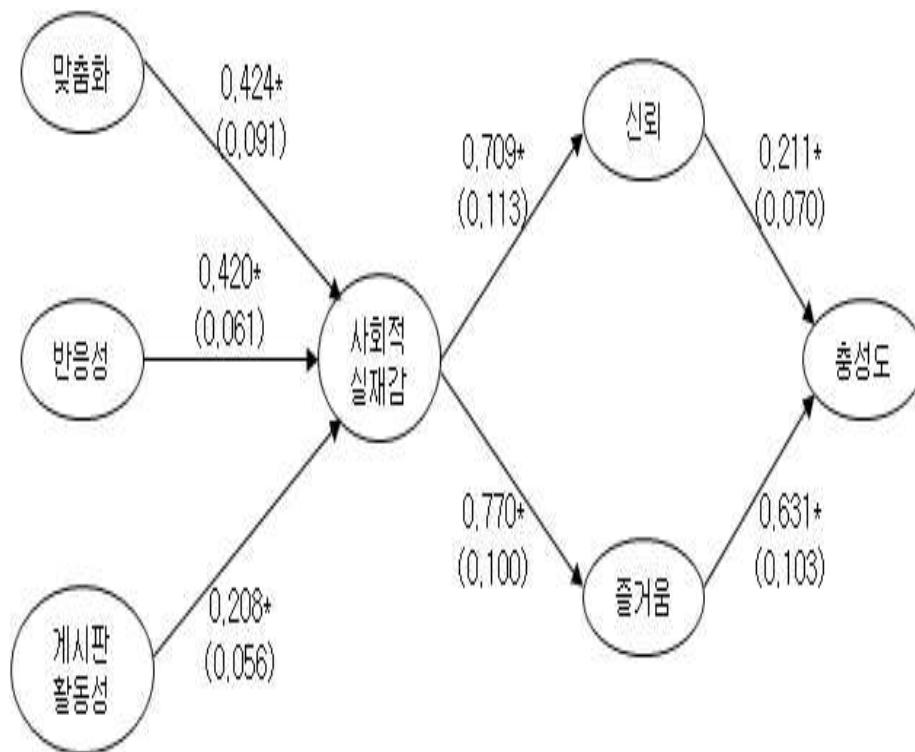 맞춤화
0,424*
(0,091)
신뢰
0,709*
(0,113)
0,211*
(0,070)
0,420*
(0,061)
반응성
사회적
실재감
충성도
0,770*
(0,100)
0,631*
(0,103)
즐거움
0,208*
(0,056)
게시판
활동성